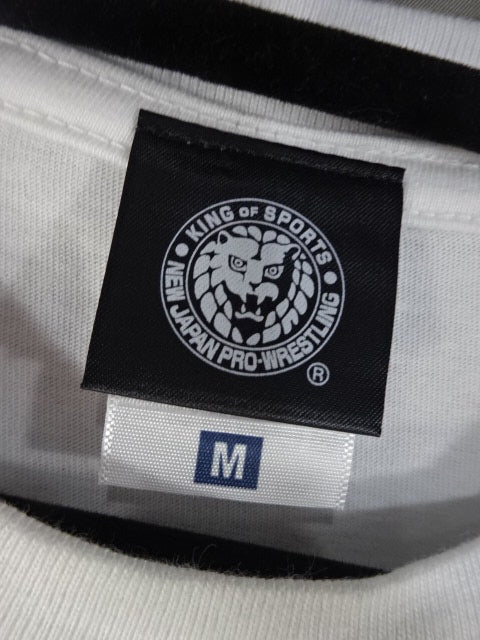 KING OF SPORTS
NEW JAPAN PRO-WRESTLING
®
M